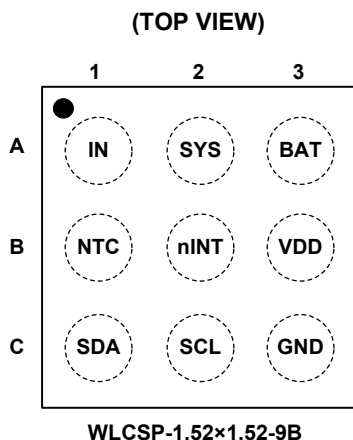 (TOP VIEW)
1 2 3
A IN SYS BAT
B NTC nINT VDD
C SDA SCL GND
WLCSP-1.52×1.52-9B